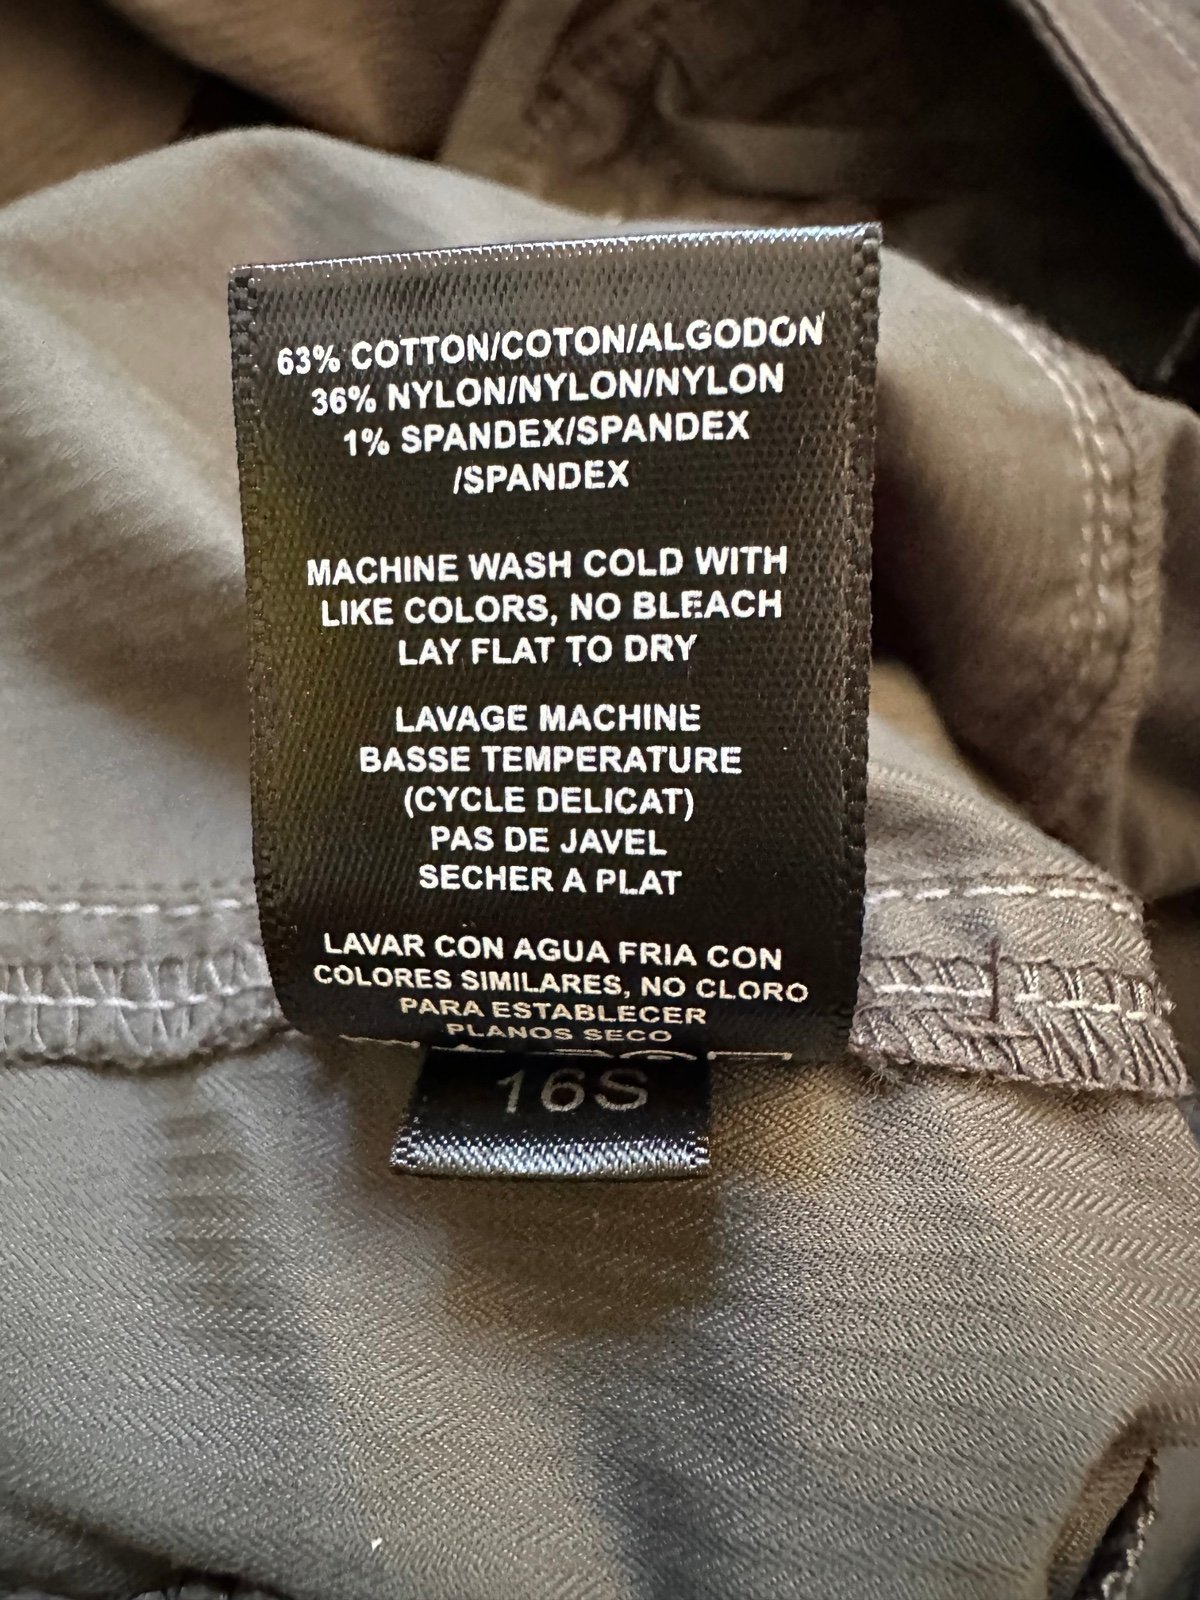 63% COTTON/COTON/ALGODON
36% NYLON/NYLON/NYLON
1% SPANDEX/SPANDEX
/SPANDEX
MACHINE WASH COLD WITH
LIKE COLORS, NO BLEACH
LAY FLAT TO DRY
LAVAGE MACHINE
BASSE TEMPERATURE
(CYCLE DELICAT)
PAS DE JAVEL
SECHER A PLAT
LAVAR CON AGUA FRIA CON
COLORES SIMILARES, NO CLORO
PARA ESTABLECER
PLANOS SECO
16S